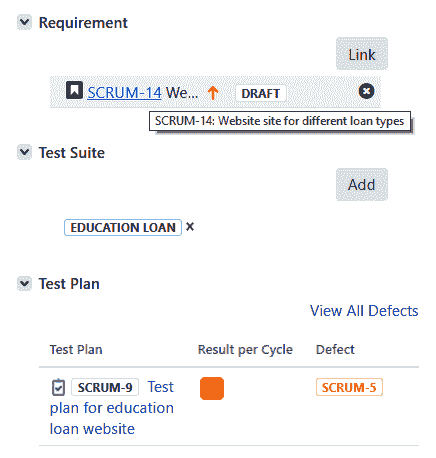 Requirement
Link
SCRUM-14 We... DRAFT
SCRUM-14: Website site for different loan types
Test Suite
Add
EDUCATION LOAN
Test Plan
View All Defects
Test Plan Result per Cycle Defect
SCRUM-9 Test SCRUM-5
plan for education
loan website